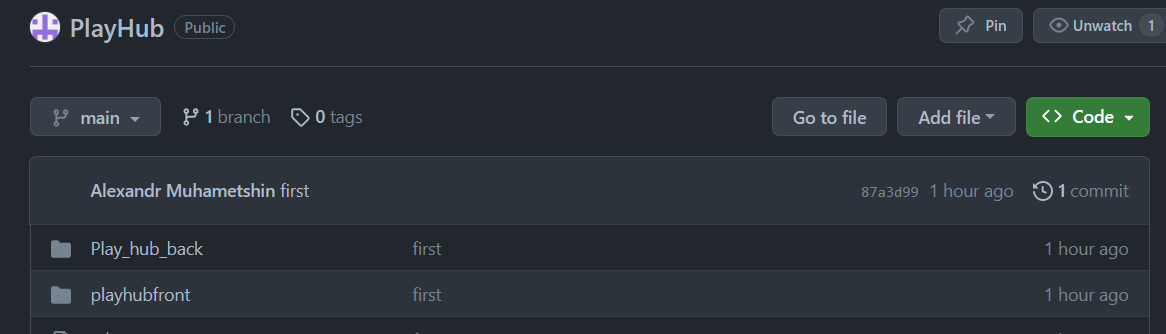 PlayHub Public Pin Unwatch 1
main 1 branch 0 tags Go to file Add file Code
Alexandr Muhametshin first 87a3d99 1 hour ago 1 commit
Play_hub_back first 1 hour ago
playhubfront first 1 hour ago